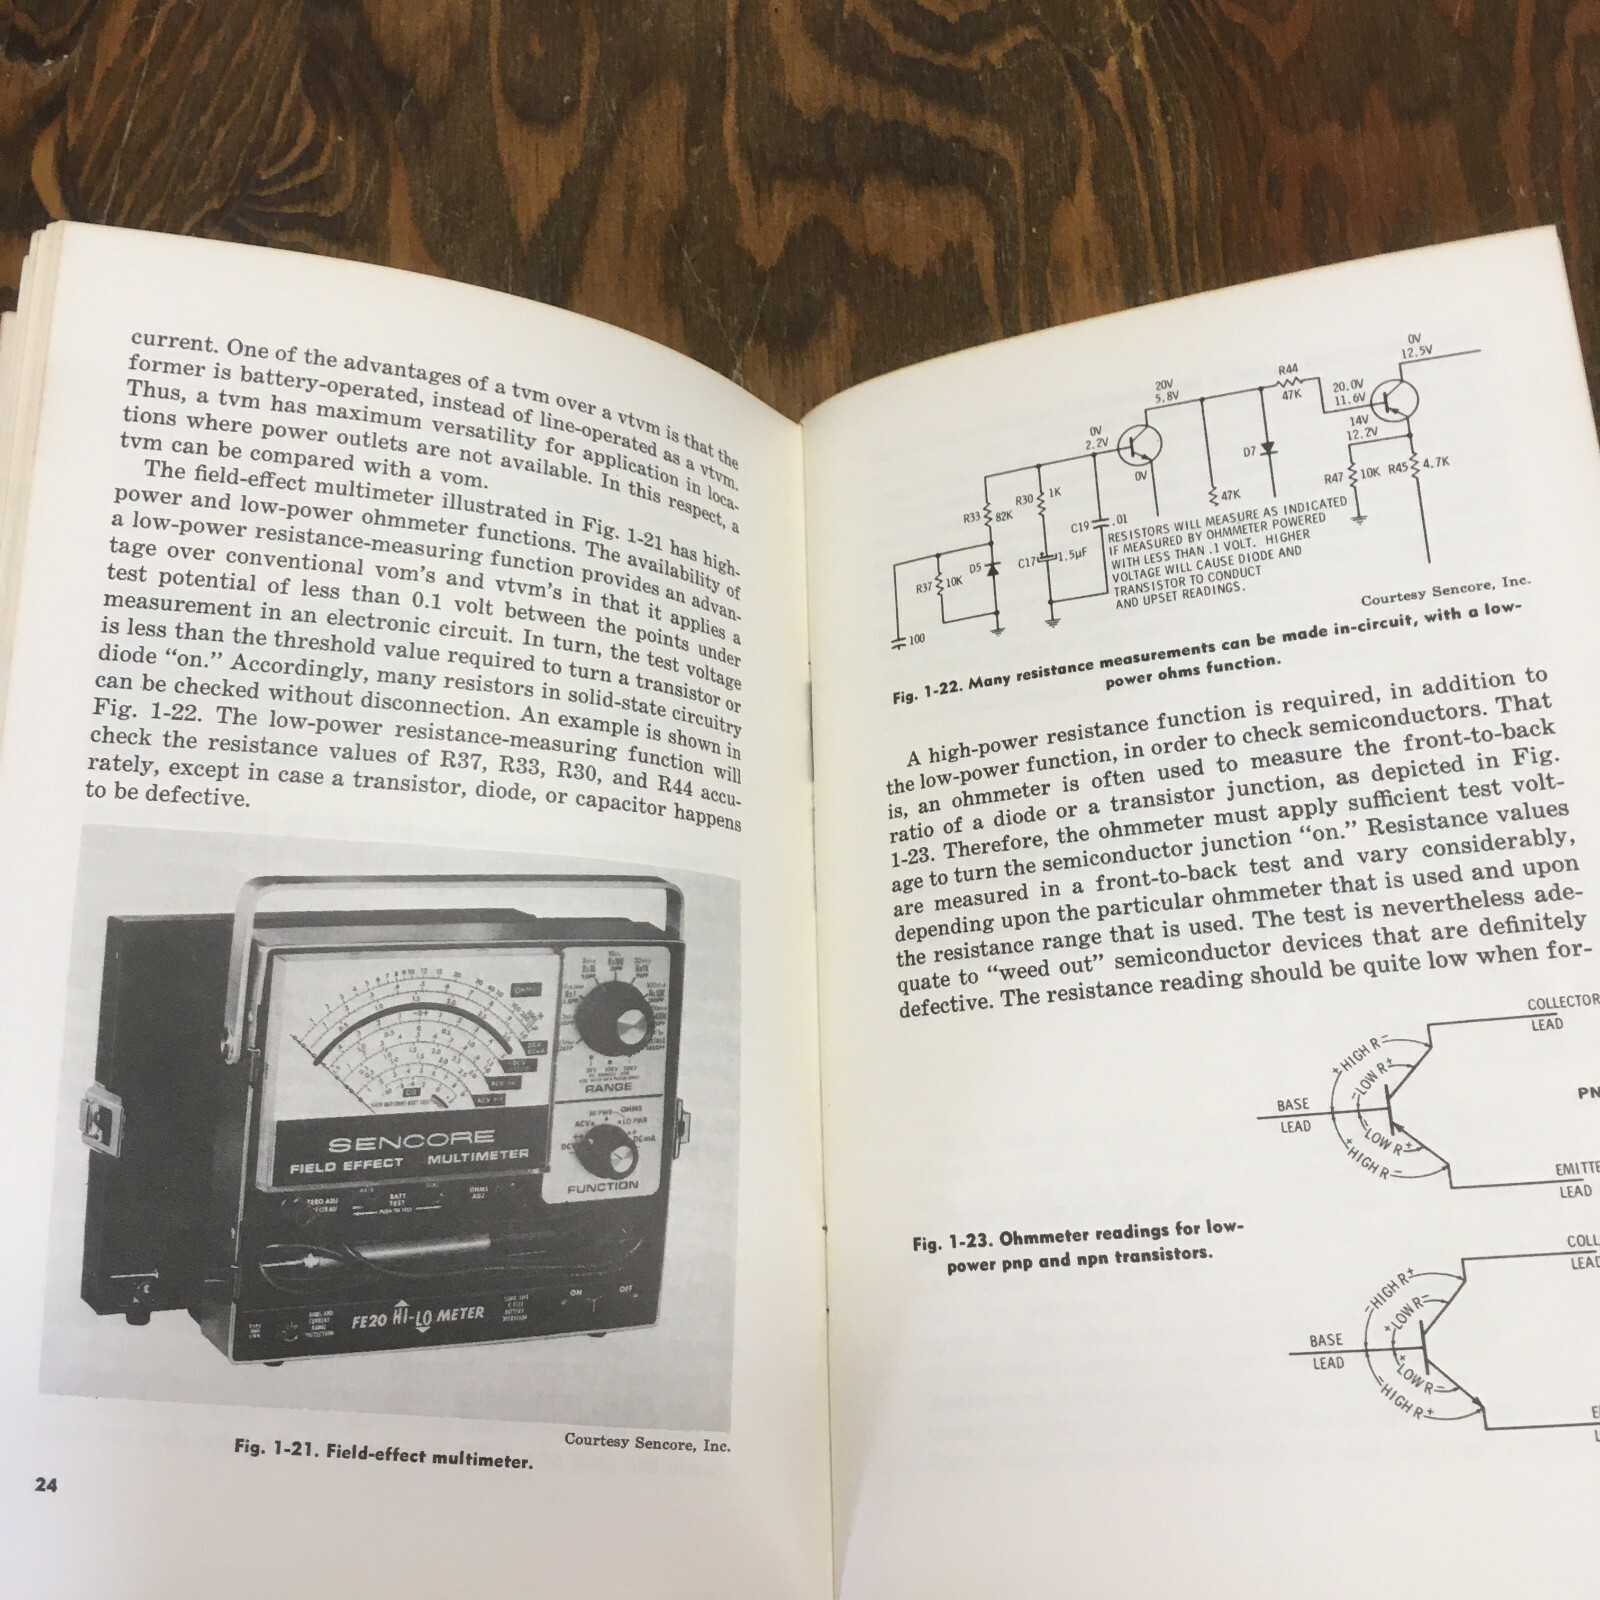 current. One of the advantages of a tvm over a vtvm is that the
former is battery-operated, instead of line-operated as a vtvm.
Thus, a tvm has maximum versatility for application in loca-
tions where power outlets are not available. In this respect, a
tvm can be compared with a vom.
The field-effect multimeter illustrated in Fig. 1-21 has high-
power and low-power ohmmeter functions. The availability of
a low-power resistance-measuring function provides an advan-
tage over conventional vom's and vtvm's in that it applies a
test potential of less than 0.1 volt between the points under
measurement in an electronic circuit. In turn, the test voltage
is less than the threshold value required to turn a transistor or
diode “on.” Accordingly, many resistors in solid-state circuitry
can be checked without disconnection. An example is shown in
Fig. 1-22. The low-power resistance-measuring function will
check the resistance values of R37, R33, R30, and R44 accu-
rately, except in case a transistor, diode, or capacitor happens
to be defective.
OHMS
RANGE
HI PWR OHMS
ACV LO PWR
DCV DCmA
FUNCTION
SENCORE
FIELD EFFECT MULTIMETER
ZERO ADJ
BATT
TEST
OHMS
ADJ
PUSH TO TEST
ON OFF
FE20 HI-LO METER
Courtesy Sencore, Inc.
Fig. 1-21. Field-effect multimeter.
24
0V
12.5V
R44
47K
20.0V
11.6V
20V
5.8V
14V
12.2V
0V
2.2V
D7
0V
R47 10K R45 4.7K
47K
R30 1K
R33 82K
C19 .01
C17 1.5µF
D5
R37 10K
100
RESISTORS WILL MEASURE AS INDICATED
IF MEASURED BY OHMMETER POWERED
WITH LESS THAN .1 VOLT. HIGHER
VOLTAGE WILL CAUSE DIODE AND
TRANSISTOR TO CONDUCT
AND UPSET READINGS.
Courtesy Sencore, Inc.
Fig. 1-22. Many resistance measurements can be made in-circuit, with a low-
power ohms function.
A high-power resistance function is required, in addition to
the low-power function, in order to check semiconductors. That
is, an ohmmeter is often used to measure the front-to-back
ratio of a diode or a transistor junction, as depicted in Fig.
1-23. Therefore, the ohmmeter must apply sufficient test volt-
age to turn the semiconductor junction “on.” Resistance values
are measured in a front-to-back test and vary considerably,
depending upon the particular ohmmeter that is used and upon
the resistance range that is used. The test is nevertheless ade-
quate to “weed out” semiconductor devices that are definitely
defective. The resistance reading should be quite low when for-
COLLECTOR
LEAD
+HIGH R−
−LOW R+
PN
BASE
LEAD
−LOW R+
+HIGH R−
EMITTE
LEAD
Fig. 1-23. Ohmmeter readings for low-
power pnp and npn transistors.
COLL
LEAD
−HIGH R+
+LOW R−
BASE
LEAD
+LOW R−
−HIGH R+